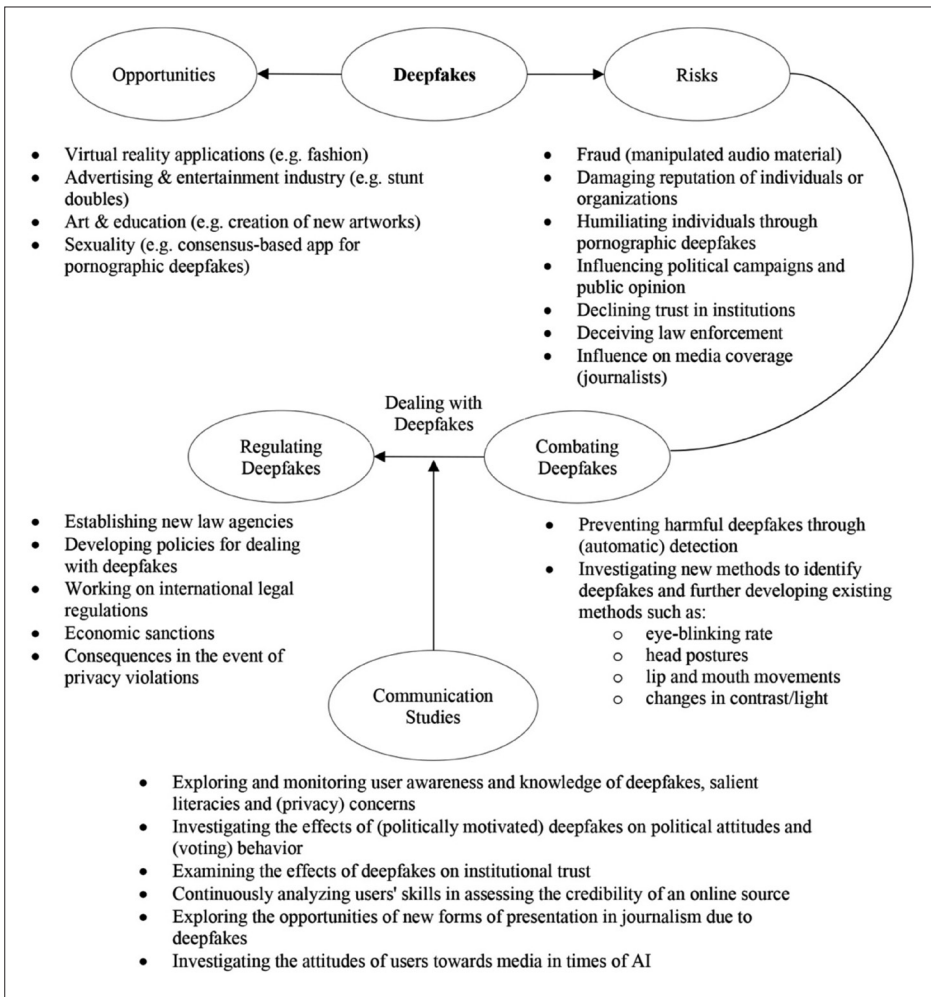 Opportunities
Deepfakes
Risks
• Virtual reality applications (e.g. fashion)
• Advertising & entertainment industry (e.g. stunt
doubles)
• Art & education (e.g. creation of new artworks)
• Sexuality (e.g. consensus-based app for
pornographic deepfakes)
• Fraud (manipulated audio material)
• Damaging reputation of individuals or
organizations
• Humiliating individuals through
pornographic deepfakes
• Influencing political campaigns and
public opinion
• Declining trust in institutions
• Deceiving law enforcement
• Influence on media coverage
(journalists)
Dealing with
Deepfakes
Regulating
Deepfakes
Combating
Deepfakes
• Establishing new law agencies
• Developing policies for dealing
with deepfakes
• Working on international legal
regulations
• Economic sanctions
• Consequences in the event of
privacy violations
• Preventing harmful deepfakes through
(automatic) detection
• Investigating new methods to identify
deepfakes and further developing existing
methods such as:
o eye-blinking rate
o head postures
o lip and mouth movements
o changes in contrast/light
Communication
Studies
• Exploring and monitoring user awareness and knowledge of deepfakes, salient
literacies and (privacy) concerns
• Investigating the effects of (politically motivated) deepfakes on political attitudes and
(voting) behavior
• Examining the effects of deepfakes on institutional trust
• Continuously analyzing users' skills in assessing the credibility of an online source
• Exploring the opportunities of new forms of presentation in journalism due to
deepfakes
• Investigating the attitudes of users towards media in times of AI